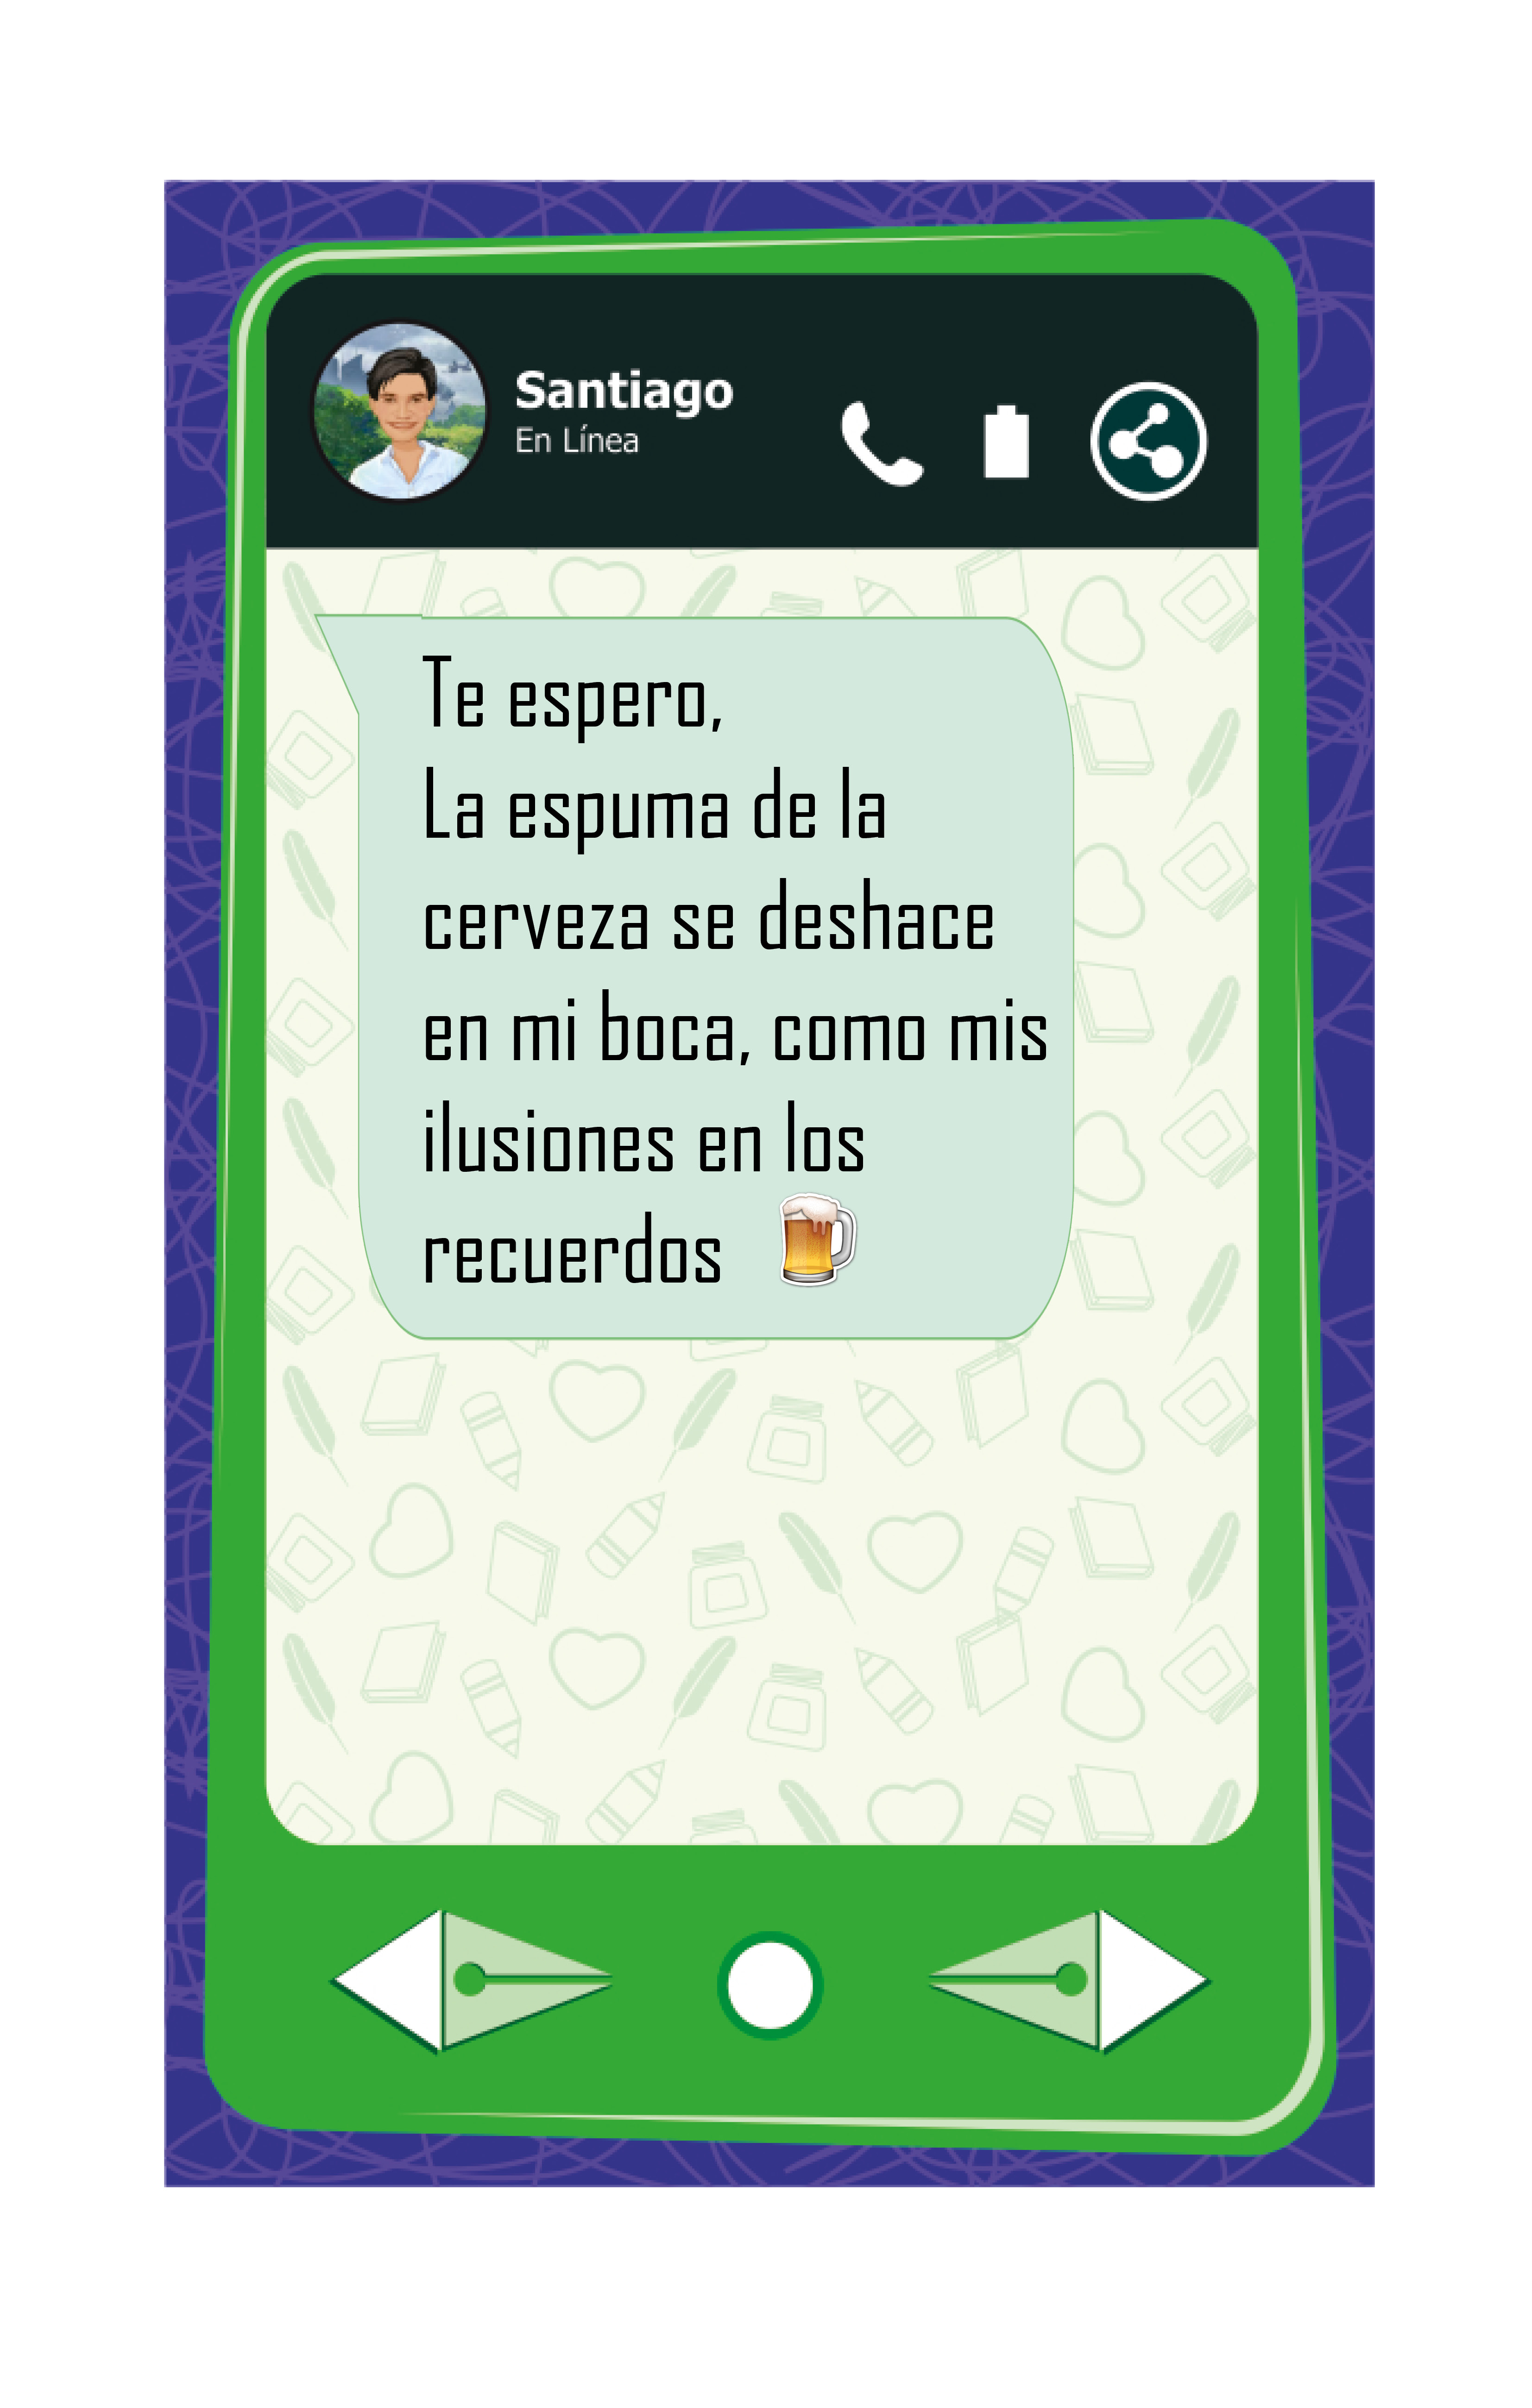 Santiago
En Línea
Te espero,
La espuma de la
cerveza se deshace
en mi boca, como mis
ilusiones en los
recuerdos